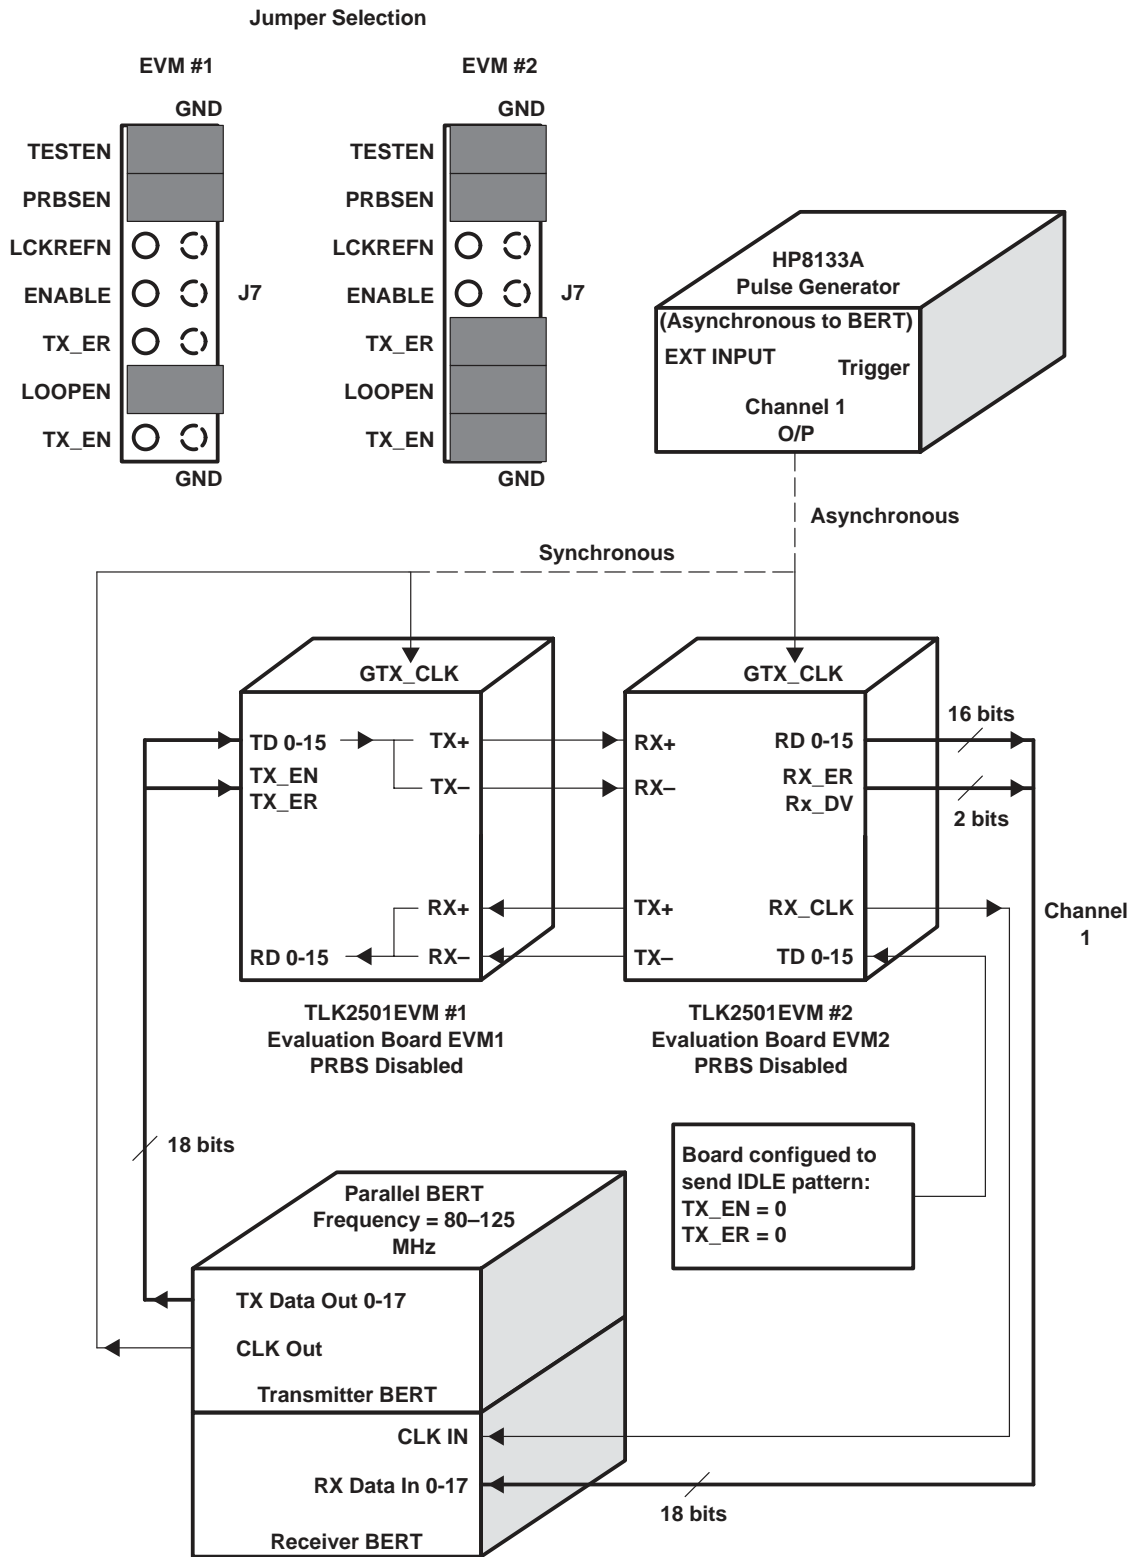 Jumper Selection
EVM #1
EVM #2
GND
GND
TESTEN
PRBSEN
LCKREFN
ENABLE
TX_ER
LOOPEN
TX_EN
J7
GND
TESTEN
PRBSEN
LCKREFN
ENABLE
TX_ER
LOOPEN
TX_EN
J7
GND
HP8133A
Pulse Generator
(Asynchronous to BERT)
EXT INPUT
Trigger
Channel 1
O/P
Asynchronous
Synchronous
GTX_CLK
TD 0-15
TX_EN
TX_ER
TX+
TX–
RX+
RX–
RD 0-15
TLK2501EVM #1
Evaluation Board EVM1
PRBS Disabled
GTX_CLK
RX+
RX–
RD 0-15
RX_ER
Rx_DV
TX+
TX–
RX_CLK
TD 0-15
TLK2501EVM #2
Evaluation Board EVM2
PRBS Disabled
16 bits
2 bits
Channel
1
18 bits
Board configued to
send IDLE pattern:
TX_EN = 0
TX_ER = 0
Parallel BERT
Frequency = 80–125
MHz
TX Data Out 0-17
CLK Out
Transmitter BERT
CLK IN
RX Data In 0-17
Receiver BERT
18 bits